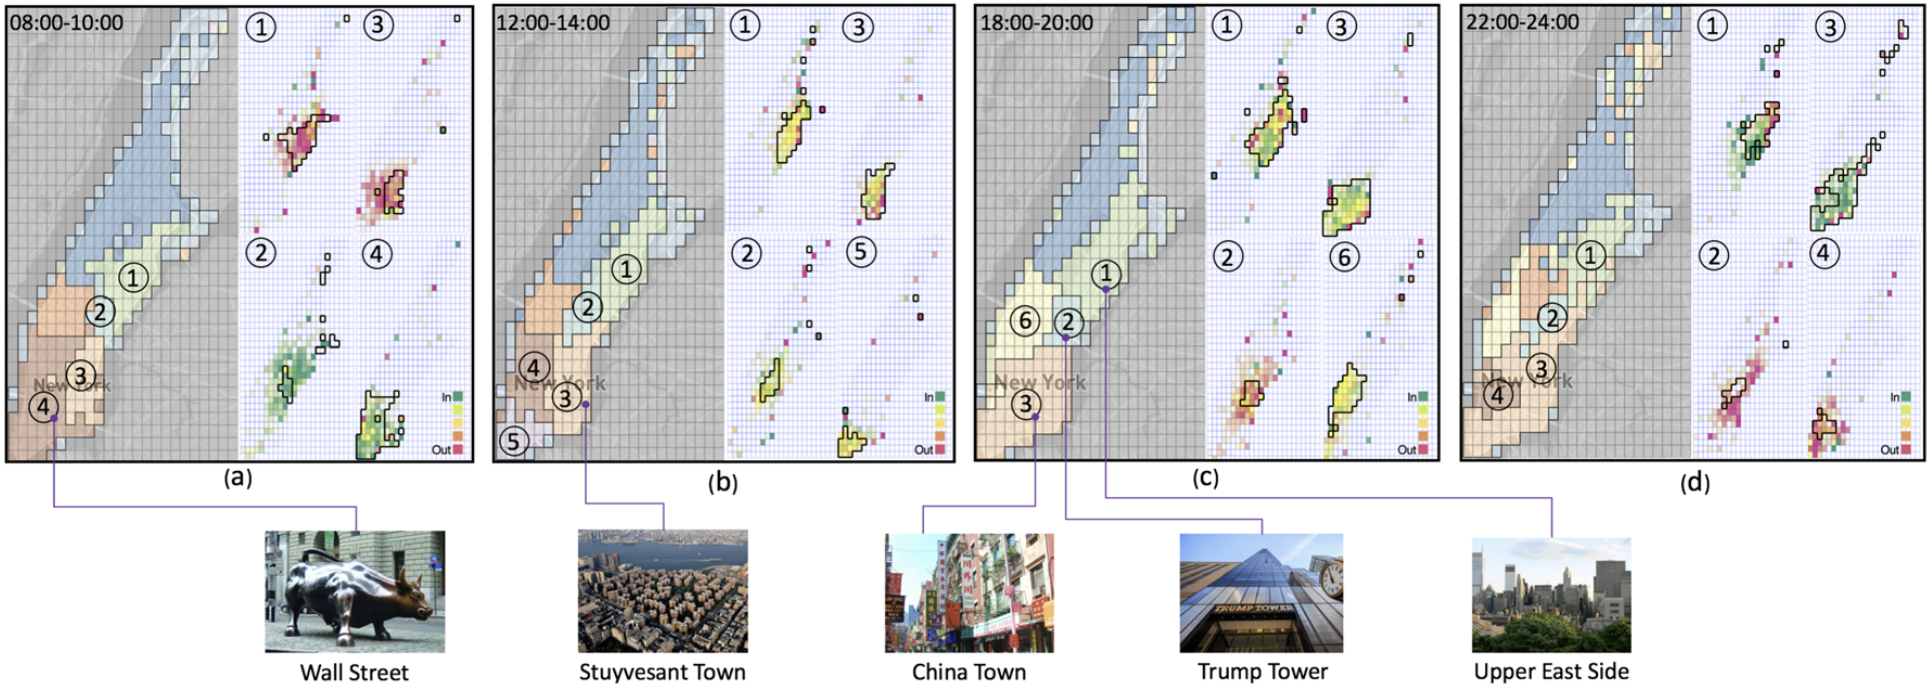 08:00-10:00
1
3
2
4
1
2
3
4
New York
In
Out
(a)
12:00-14:00
1
3
2
5
1
2
4
3
5
New York
In
Out
(b)
18:00-20:00
1
3
2
6
1
6
2
3
New York
In
Out
(c)
22:00-24:00
1
3
2
4
1
2
3
4
New York
In
Out
(d)
TRUMP TOWER
Wall Street
Stuyvesant Town
China Town
Trump Tower
Upper East Side